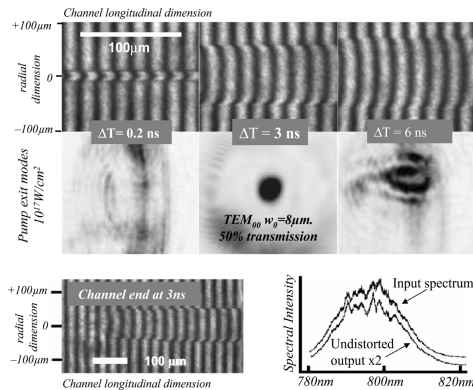 Channel longitudinal dimension
100μm
+100μm
radial dimension
0
–100μm
ΔT= 0.2 ns
ΔT= 3 ns
ΔT= 6 ns
Pump exit modes
10¹⁷W/cm²
TEM₀₀ w₀=8μm.
50% transmission
Channel end at 3ns
+100μm
radial dimension
0
–100μm
100 μm
Channel longitudinal dimension
Spectral Intensity
Input spectrum
Undistorted output x2
780nm
800nm
820nm